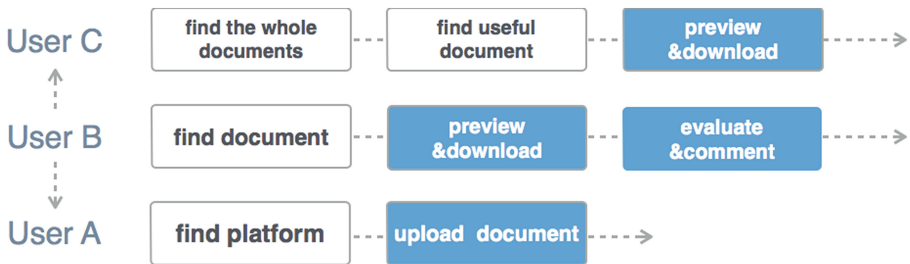 User C
find the whole
documents
find useful
document
preview
&download
User B
find document
preview
&download
evaluate
&comment
User A
find platform
upload document